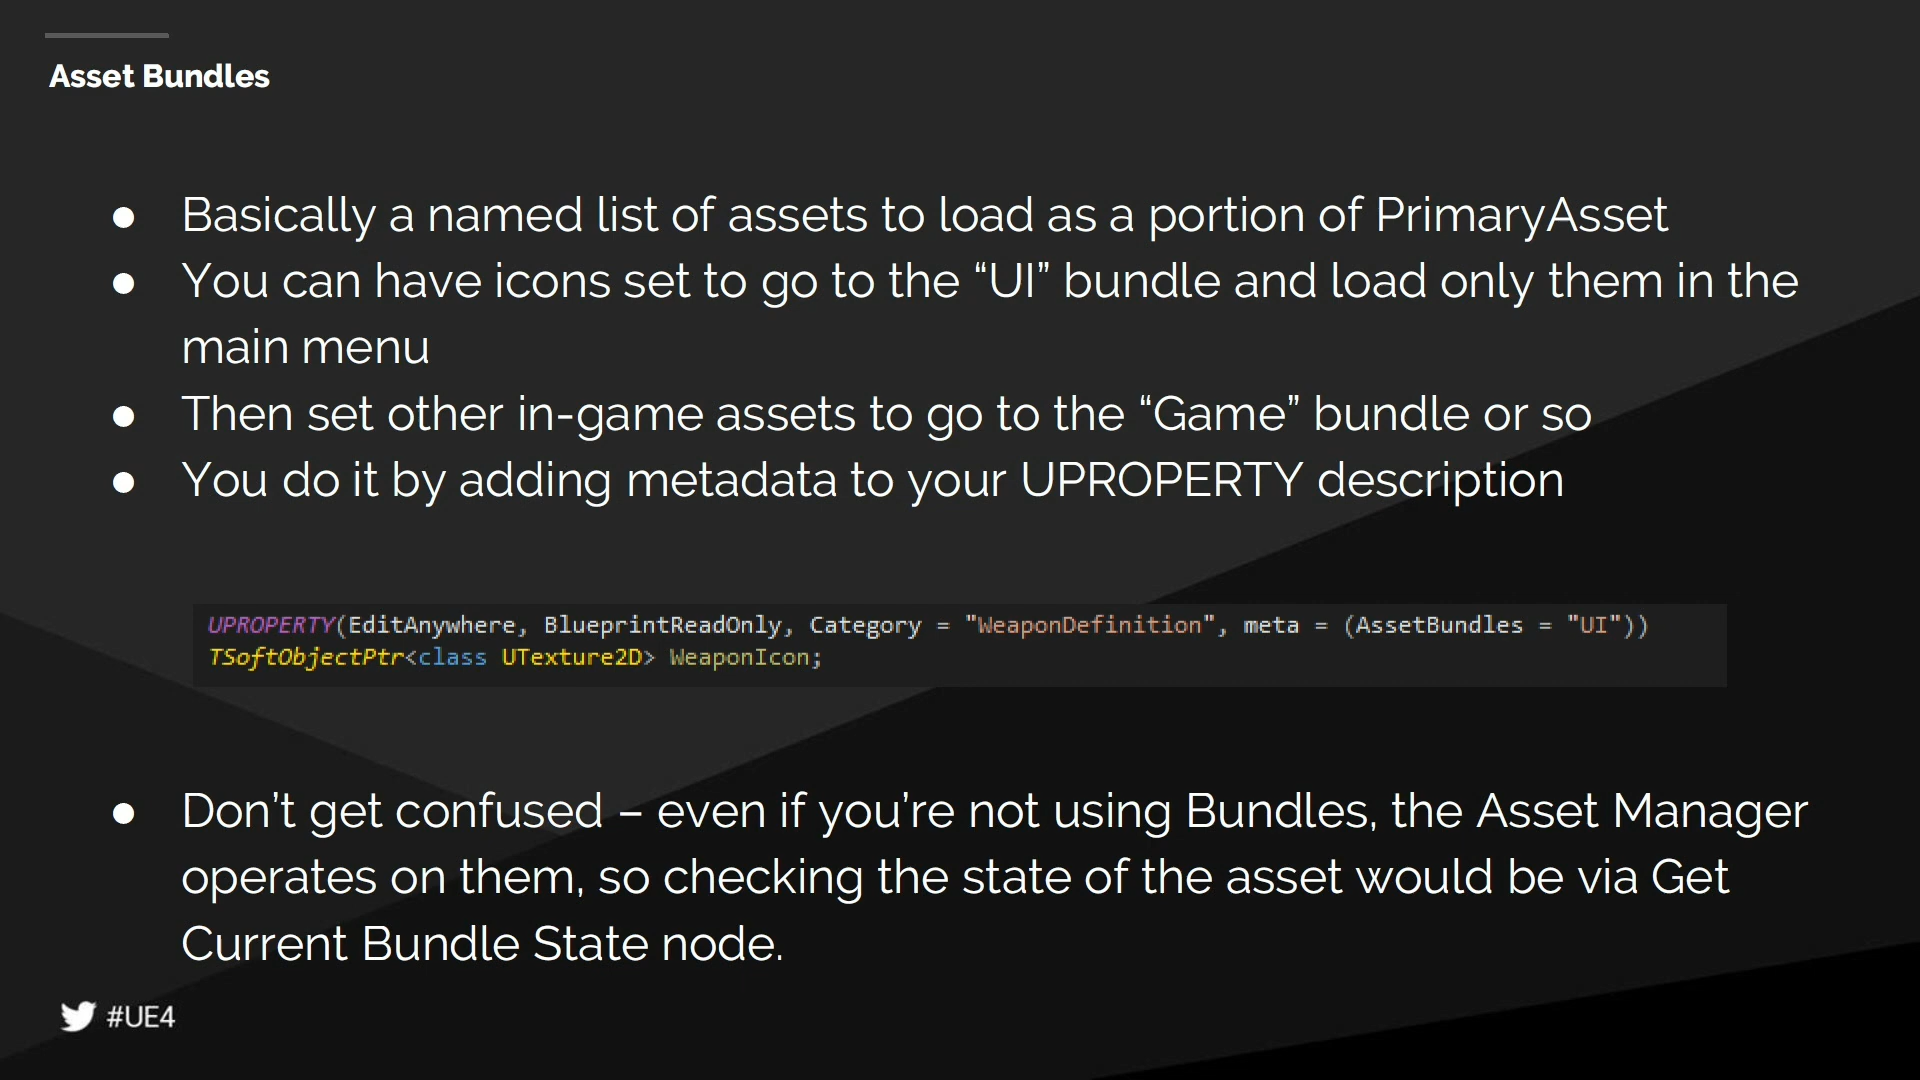 Asset Bundles
● Basically a named list of assets to load as a portion of PrimaryAsset
● You can have icons set to go to the “UI” bundle and load only them in the
main menu
● Then set other in-game assets to go to the “Game” bundle or so
● You do it by adding metadata to your UPROPERTY description
UPROPERTY(EditAnywhere, BlueprintReadOnly, Category = "WeaponDefinition", meta = (AssetBundles = "UI"))
TSoftObjectPtr<class UTexture2D> WeaponIcon;
● Don’t get confused – even if you’re not using Bundles, the Asset Manager
operates on them, so checking the state of the asset would be via Get
Current Bundle State node.
#UE4